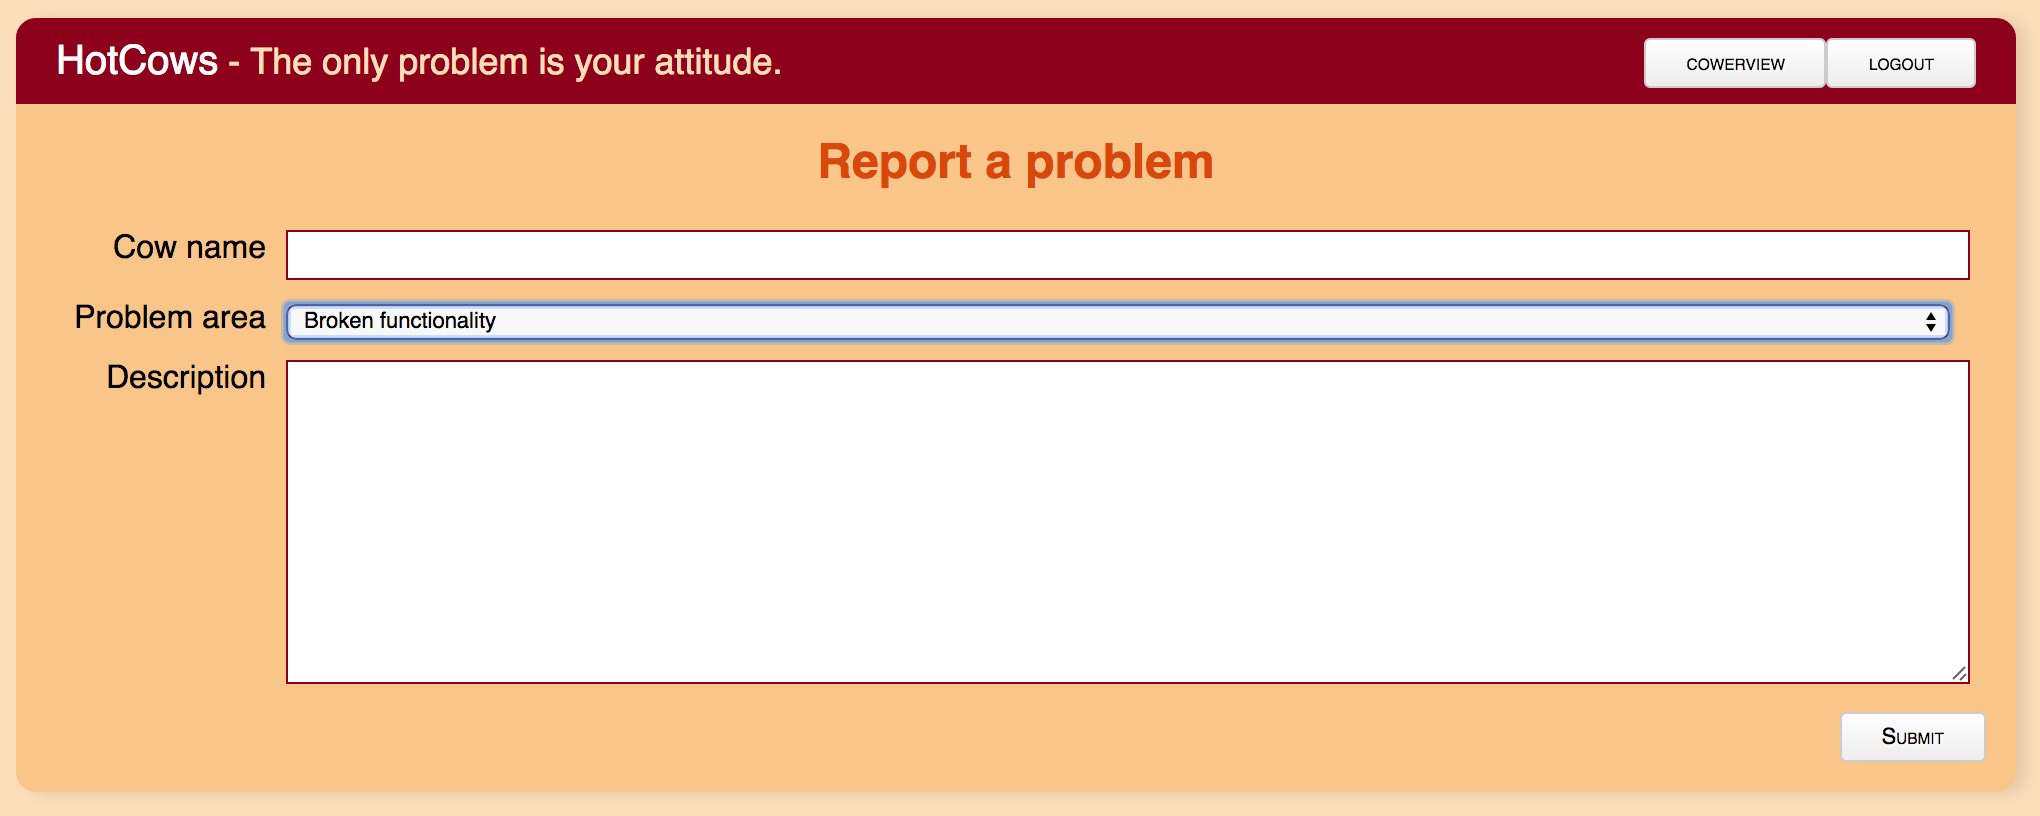 HotCows - The only problem is your attitude.
COWERVIEW
LOGOUT
Report a problem
Cow name
Problem area
Broken functionality
Description
SUBMIT